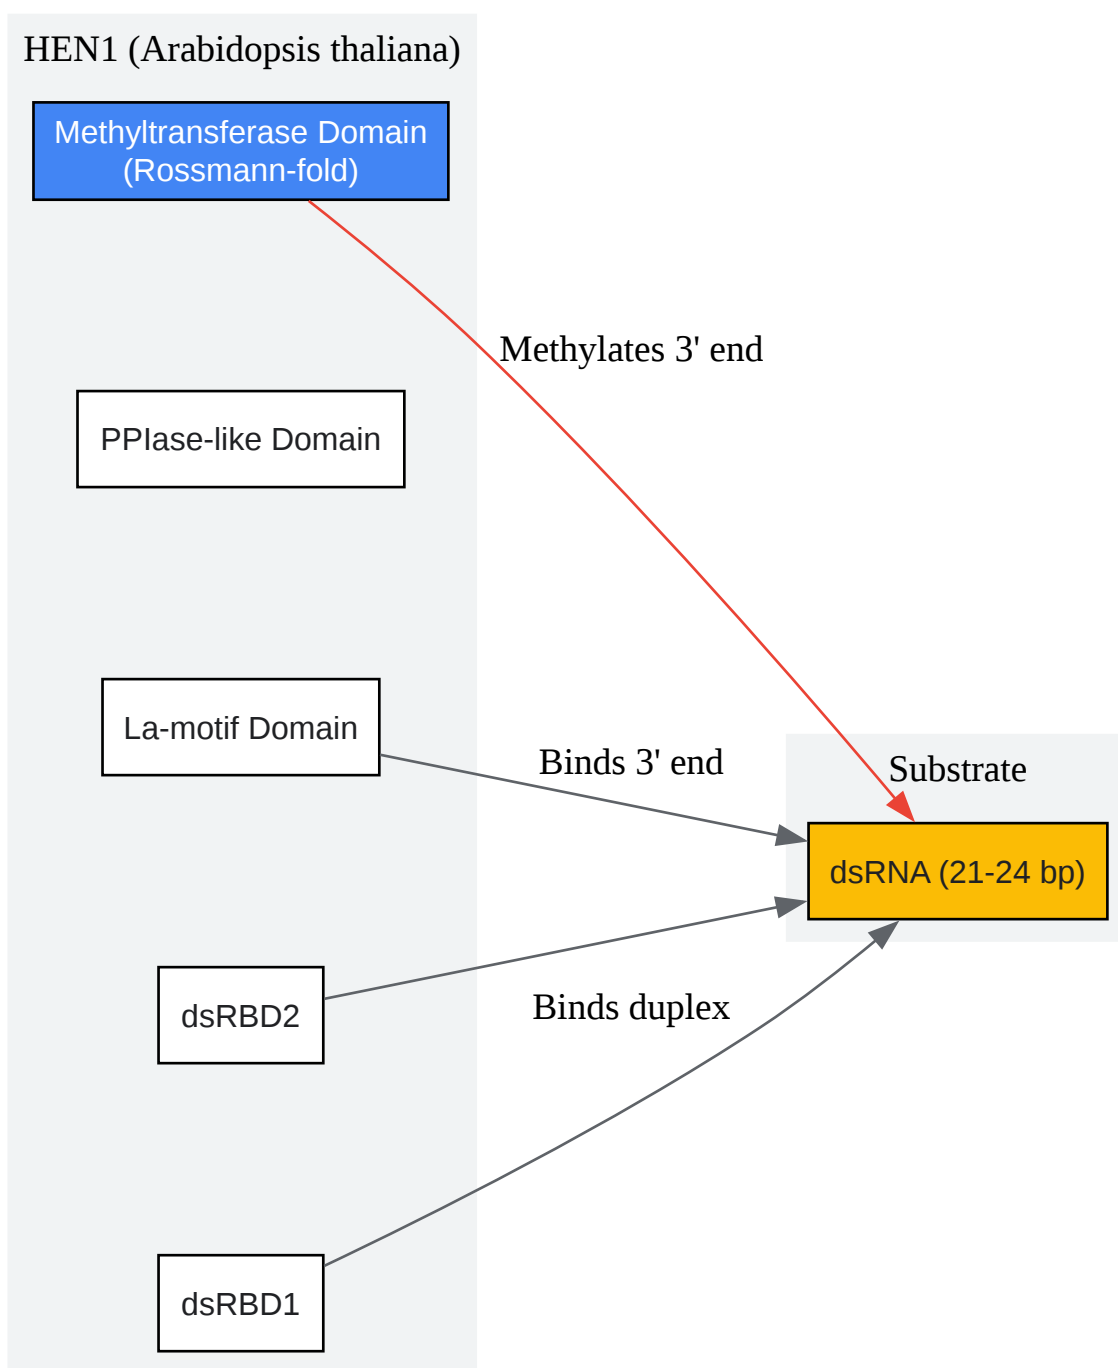 HEN1 (Arabidopsis thaliana)
Methyltransferase Domain
(Rossmann-fold)
Methylates 3' end
PPIase-like Domain
La-motif Domain
Binds 3' end
Substrate
dsRNA (21-24 bp)
dsRBD2
Binds duplex
dsRBD1